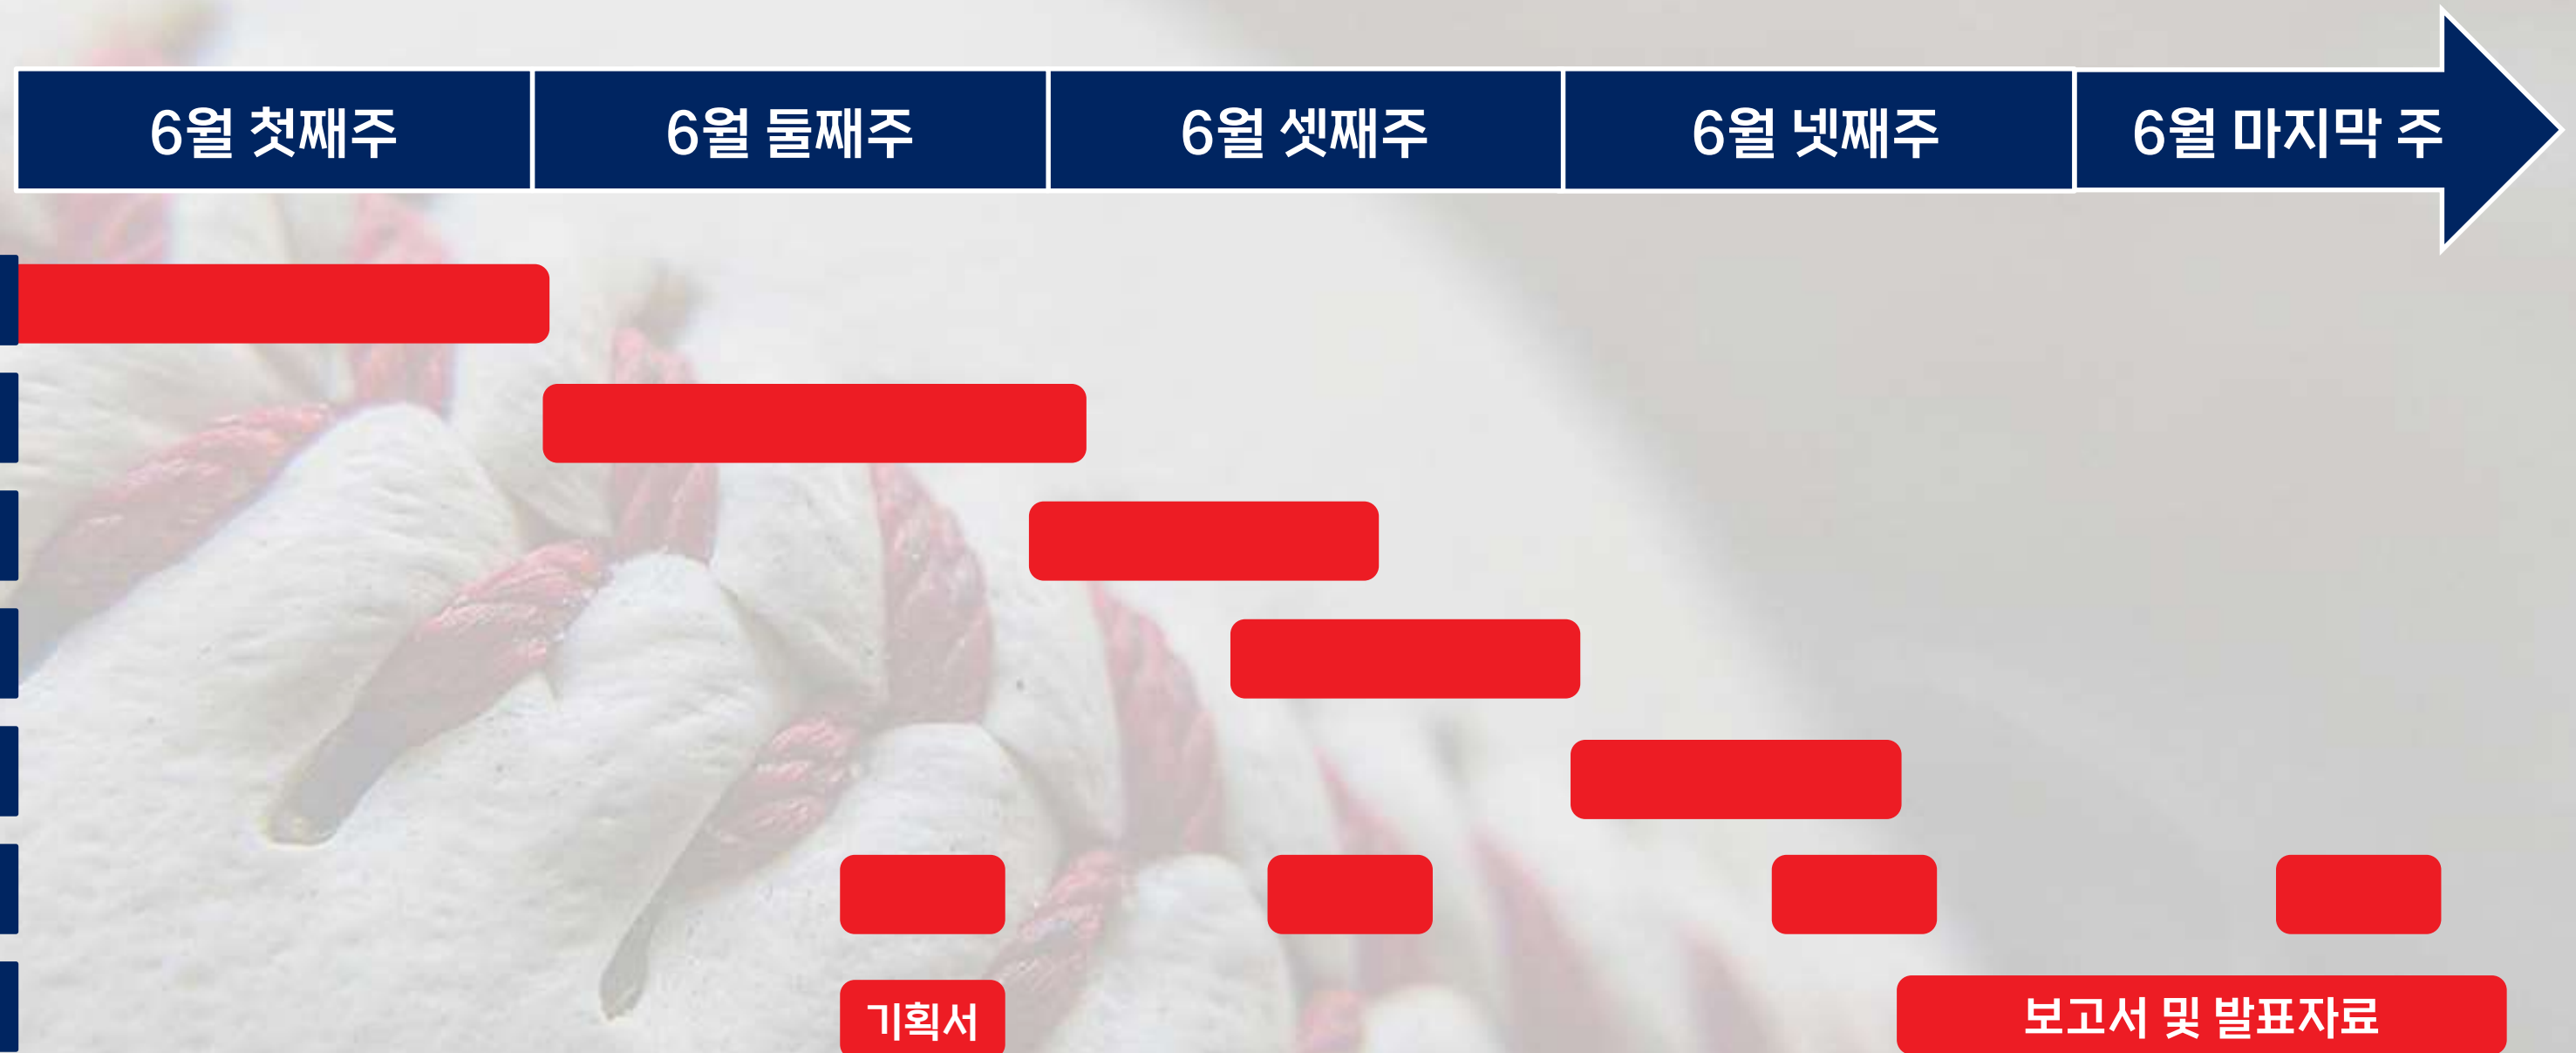 6월 첫째주
6월 둘째주
6월 셋째주
6월 넷째주
6월 마지막 주
기획서
보고서 및 발표자료